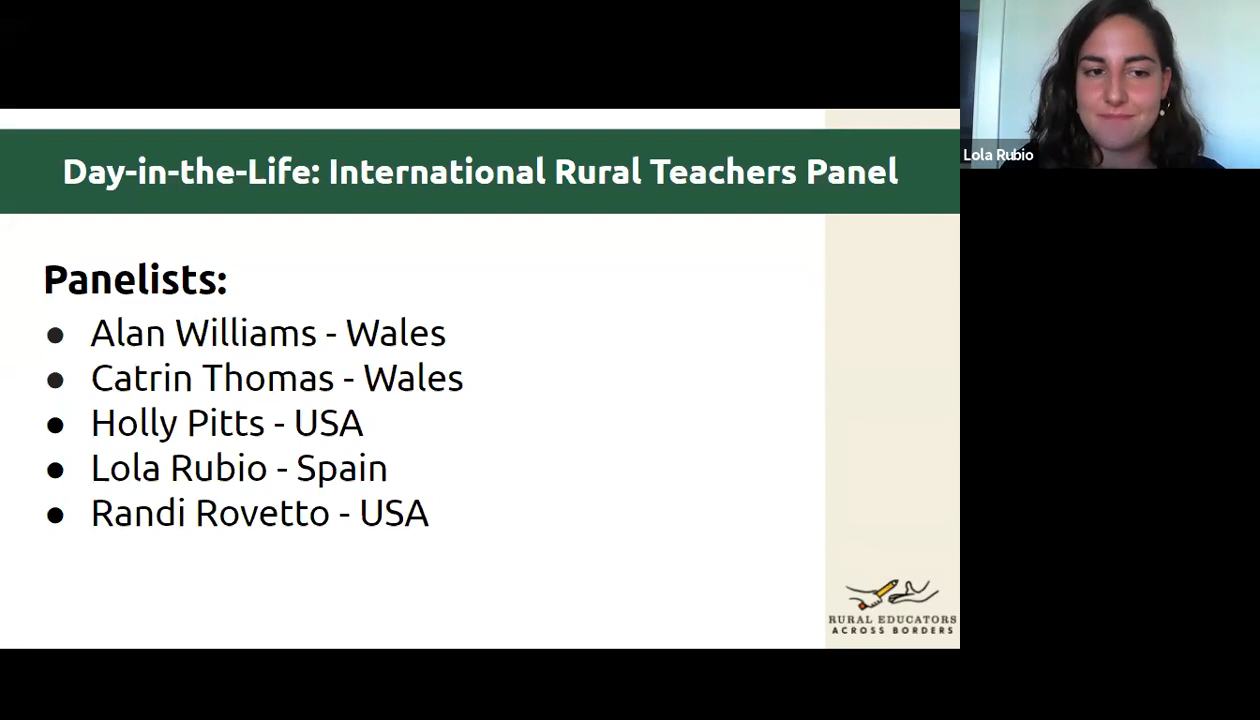 Day-in-the-Life: International Rural Teachers Panel
Lola Rubio
Panelists:
● Alan Williams - Wales
● Catrin Thomas - Wales
● Holly Pitts - USA
● Lola Rubio - Spain
● Randi Rovetto - USA
RURAL EDUCATORS
ACROSS BORDERS